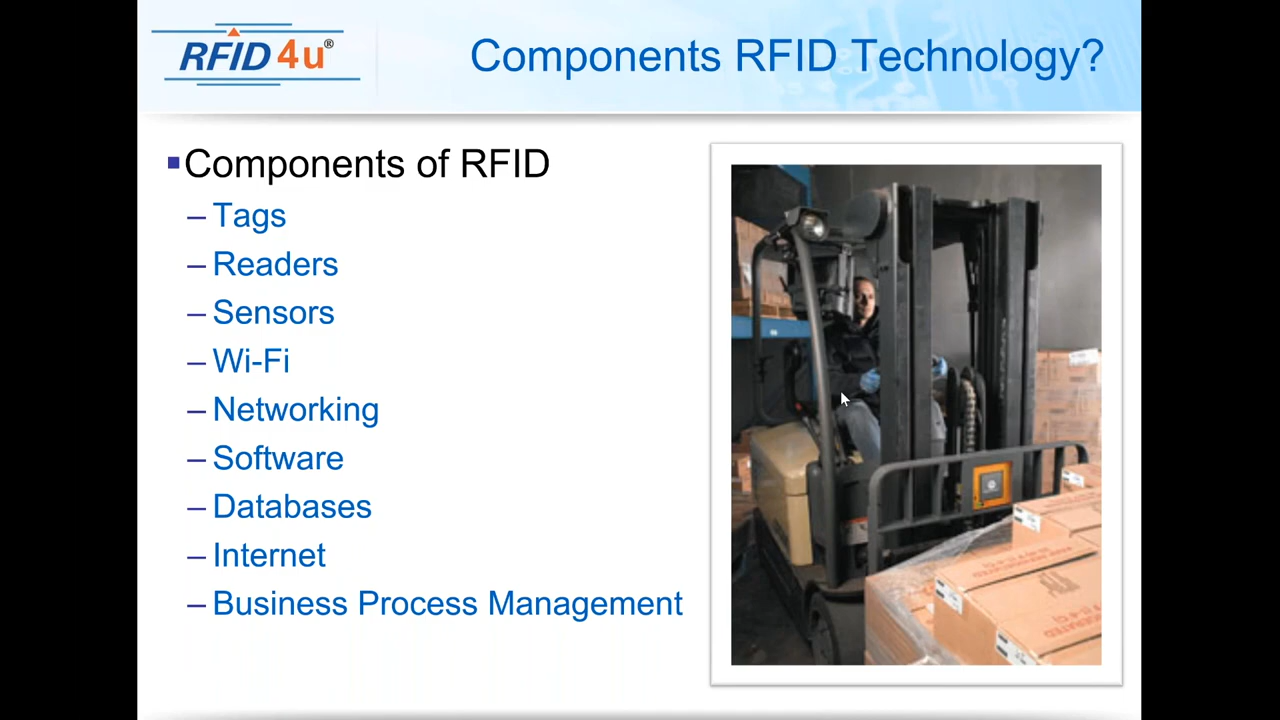 RFID 4u®
Components RFID Technology?
▪Components of RFID
– Tags
– Readers
– Sensors
– Wi-Fi
– Networking
– Software
– Databases
– Internet
– Business Process Management